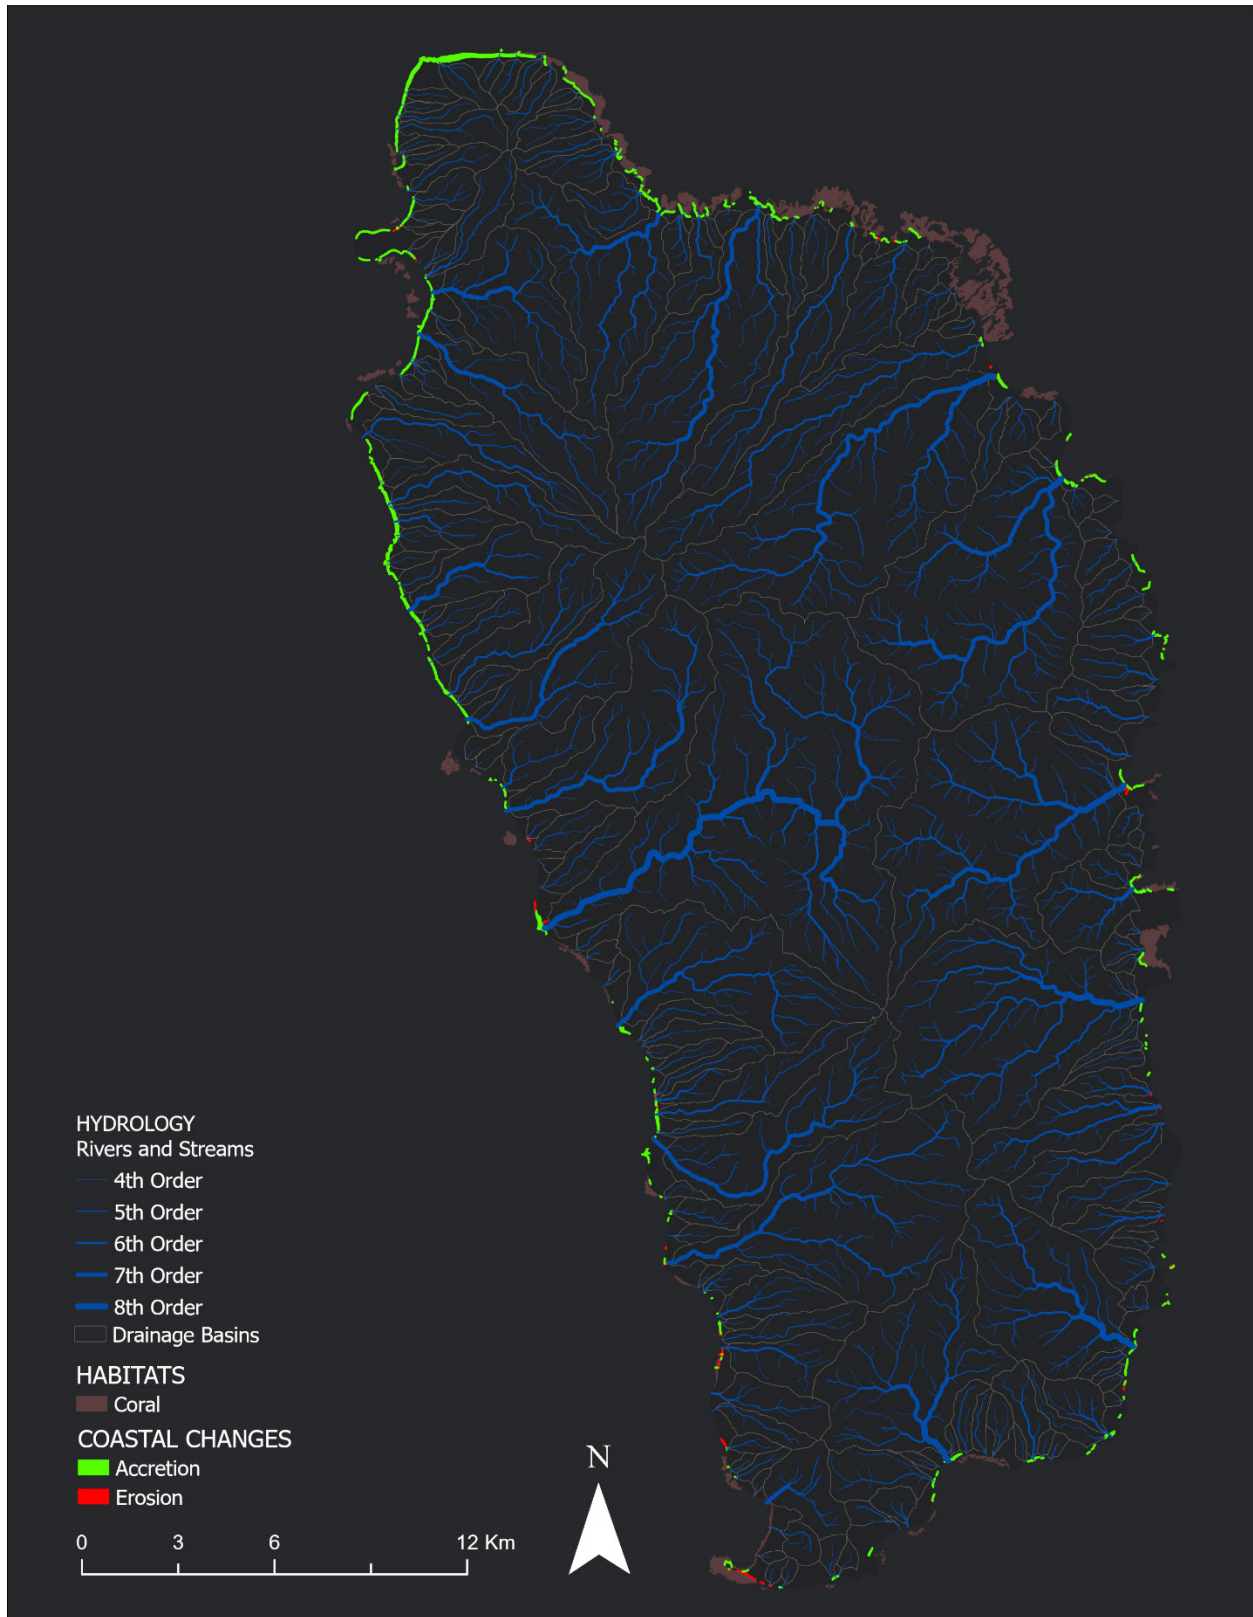 HYDROLOGY
Rivers and Streams
4th Order
5th Order
6th Order
7th Order
8th Order
Drainage Basins
HABITATS
Coral
COASTAL CHANGES
Accretion
Erosion
N
0 3 6 12 Km